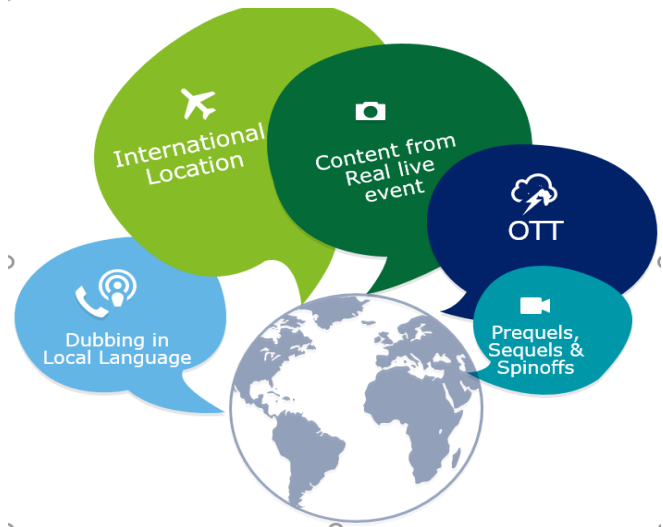 International
Location
Content from
Real live
event
OTT
Dubbing in
Local Language
Prequels,
Sequels &
Spinoffs